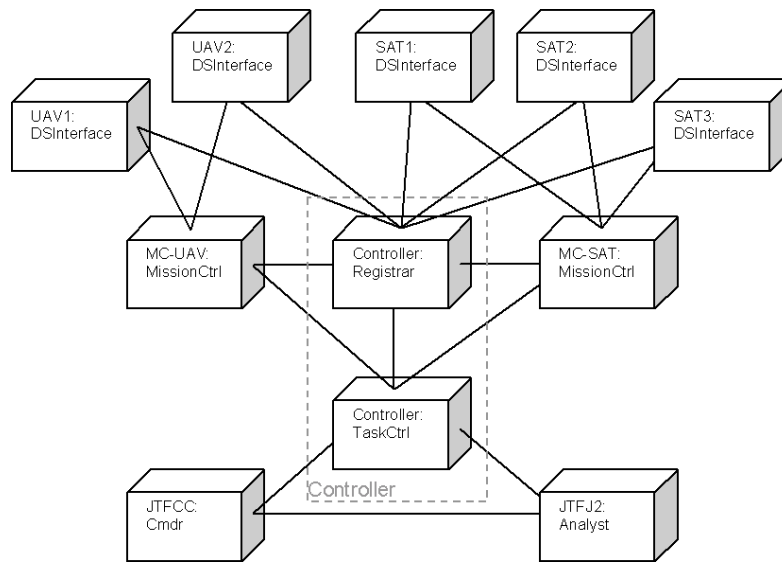 UAV2:
DSInterface
SAT1:
DSInterface
SAT2:
DSInterface
UAV1:
DSInterface
SAT3:
DSInterface
MC-UAV:
MissionCtrl
Controller:
Registrar
MC-SAT:
MissionCtrl
Controller:
TaskCtrl
Controller
JTFCC:
Cmdr
JTFJ2:
Analyst